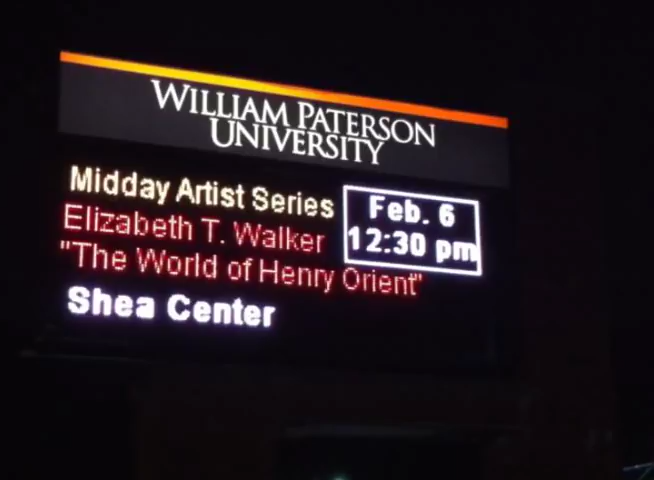 WILLIAM PATERSON
UNIVERSITY
Midday Artist Series
Elizabeth T. Walker
"The World of Henry Orient"
Shea Center
Feb. 6
12:30 pm